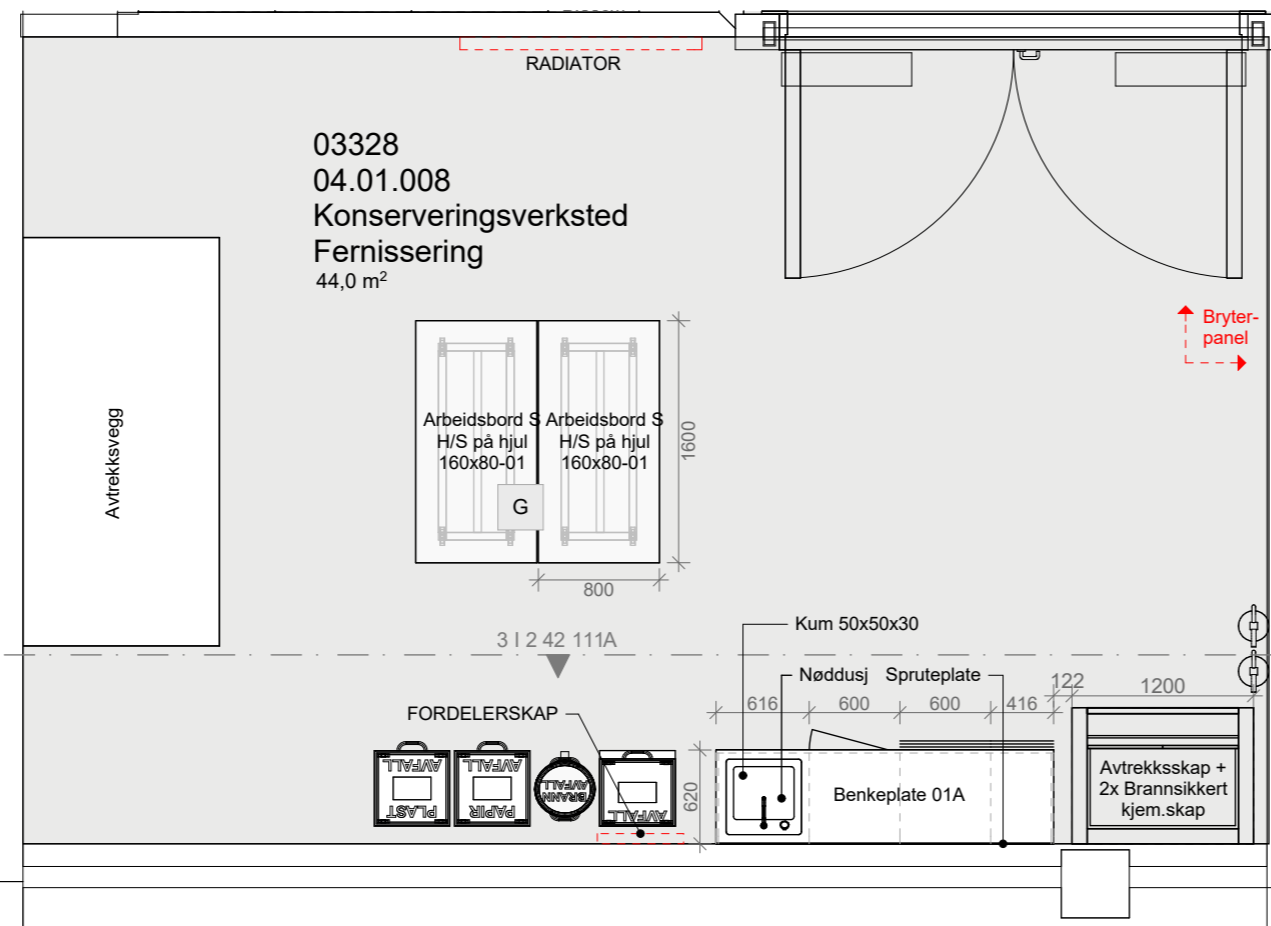 RADIATOR
03328
04.01.008
Konserveringsverksted
Fernissering
44,0 m²
Bryter-
panel
Avtrekksvegg
Arbeidsbord S
H/S på hjul
160x80-01
Arbeidsbord S
H/S på hjul
160x80-01
G
1600
800
3 I 2 42 111A
Kum 50x50x30
Nøddusj
Spruteplate
FORDELERSKAP
616
600
600
416
122
1200
620
AVFALL
PLAST
AVFALL
PAPIR
BRANN
AVFALL
AVFALL
Benkeplate 01A
Avtrekksskap +
2x Brannsikkert
kjem.skap